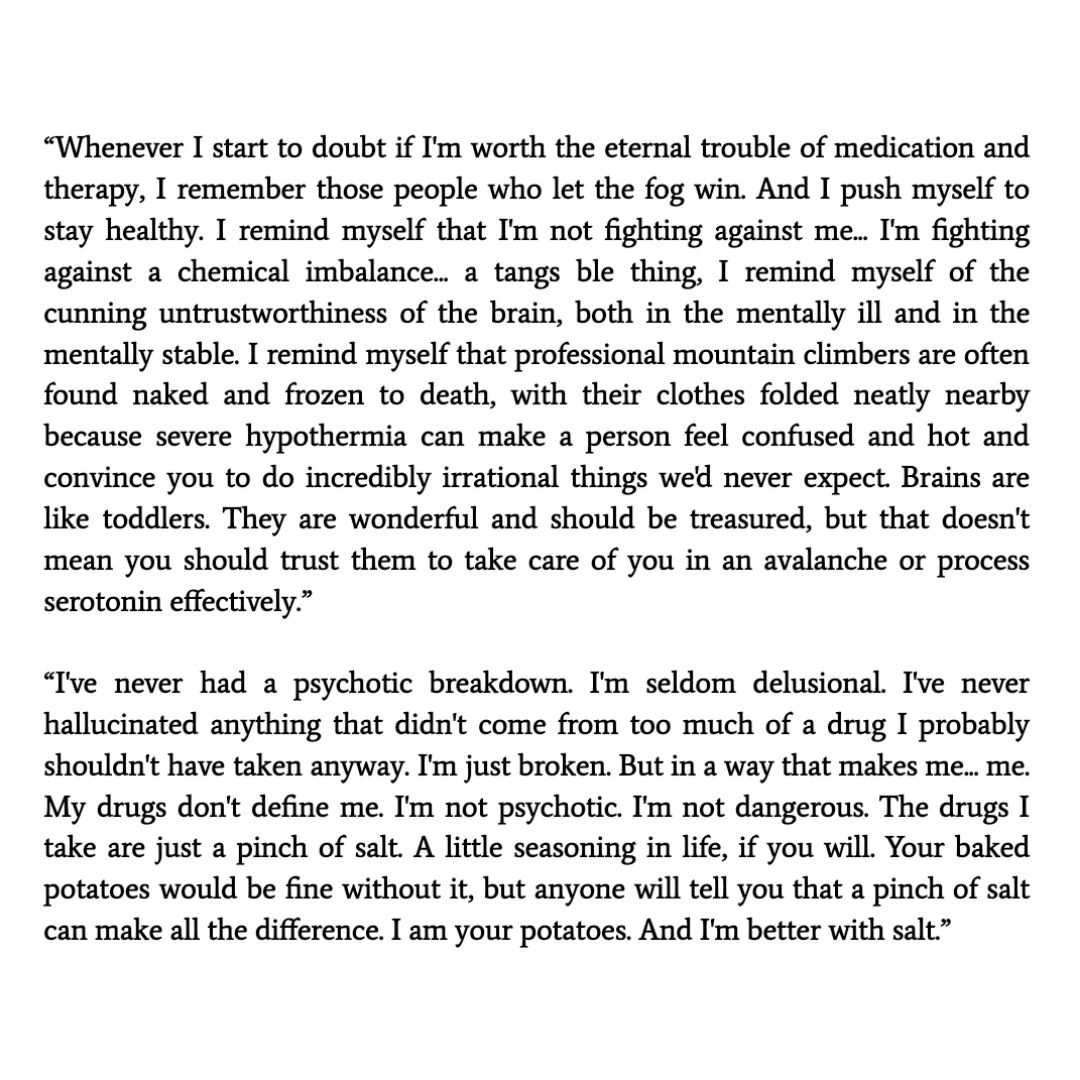 “Whenever I start to doubt if I'm worth the eternal trouble of medication and
therapy, I remember those people who let the fog win. And I push myself to
stay healthy. I remind myself that I'm not fighting against me... I'm fighting
against a chemical imbalance... a tangs ble thing, I remind myself of the
cunning untrustworthiness of the brain, both in the mentally ill and in the
mentally stable. I remind myself that professional mountain climbers are often
found naked and frozen to death, with their clothes folded neatly nearby
because severe hypothermia can make a person feel confused and hot and
convince you to do incredibly irrational things we'd never expect. Brains are
like toddlers. They are wonderful and should be treasured, but that doesn't
mean you should trust them to take care of you in an avalanche or process
serotonin effectively.”
“I've never had a psychotic breakdown. I'm seldom delusional. I've never
hallucinated anything that didn't come from too much of a drug I probably
shouldn't have taken anyway. I'm just broken. But in a way that makes me... me.
My drugs don't define me. I'm not psychotic. I'm not dangerous. The drugs I
take are just a pinch of salt. A little seasoning in life, if you will. Your baked
potatoes would be fine without it, but anyone will tell you that a pinch of salt
can make all the difference. I am your potatoes. And I'm better with salt.”